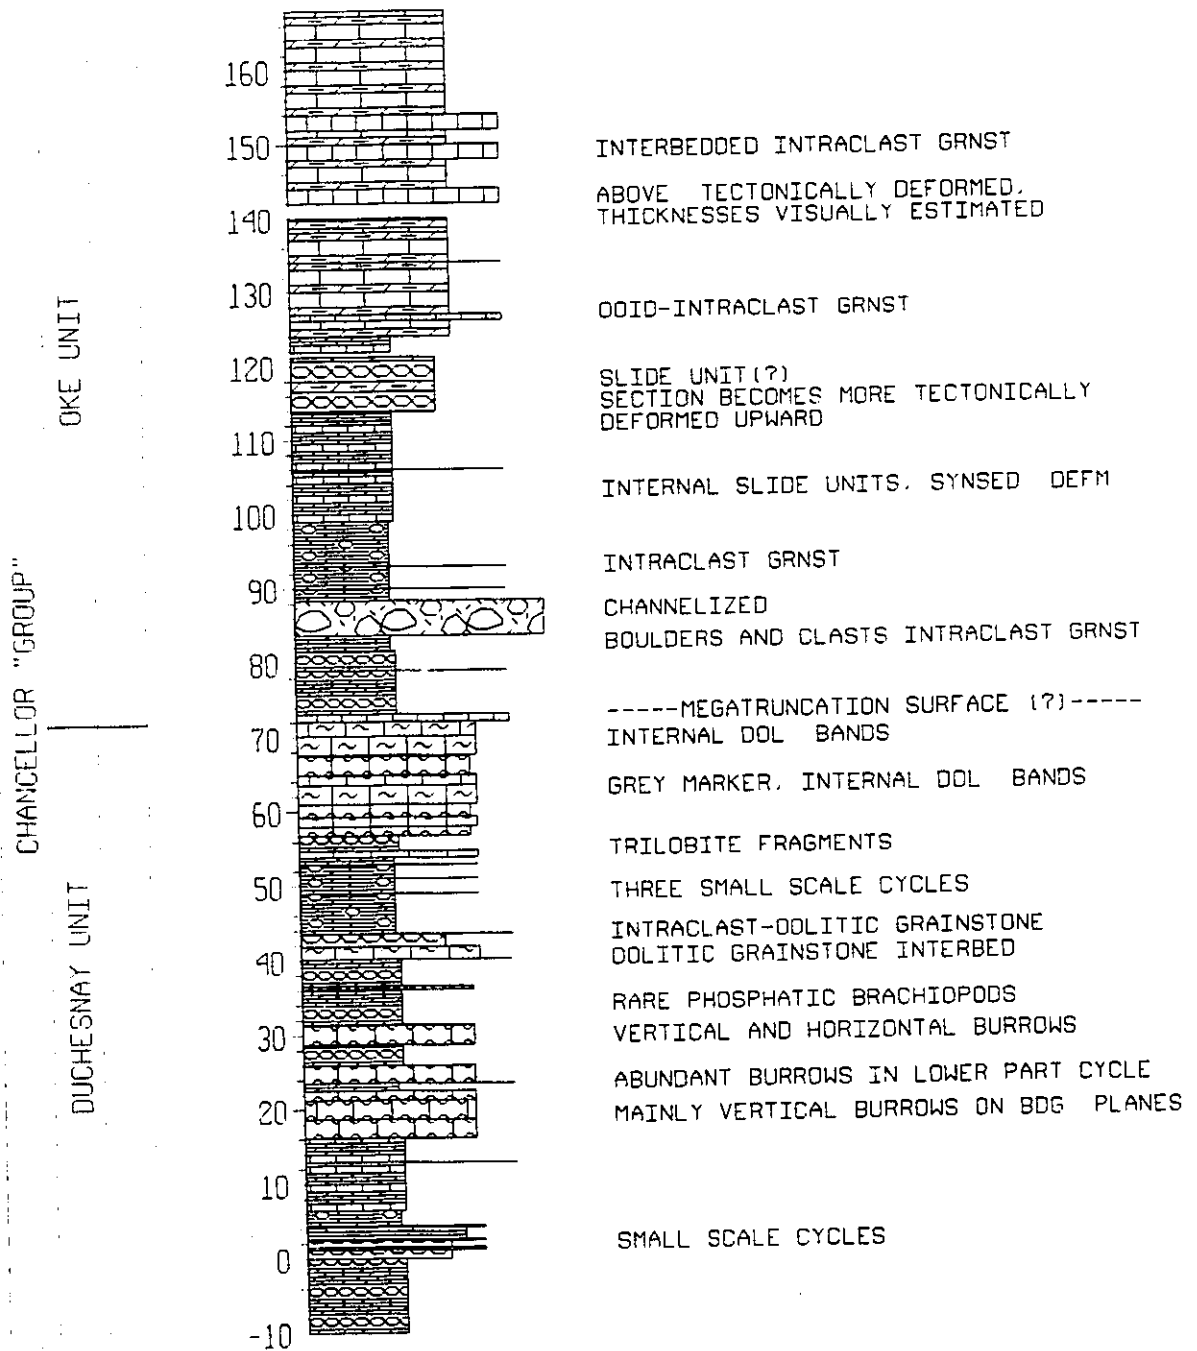 160
150
INTERBEDDED INTRACLAST GRNST
ABOVE TECTONICALLY DEFORMED.
THICKNESSES VISUALLY ESTIMATED
140
130
OOID-INTRACLAST GRNST
OKE UNIT
120
SLIDE UNIT(?)
SECTION BECOMES MORE TECTONICALLY
DEFORMED UPWARD
110
INTERNAL SLIDE UNITS. SYNSED DEFM
100
INTRACLAST GRNST
90
CHANNELIZED
BOULDERS AND CLASTS INTRACLAST GRNST
80
CHANCELLOR "GROUP"
-----MEGATRUNCATION SURFACE (?)-----
70
INTERNAL DOL BANDS
GREY MARKER. INTERNAL DOL BANDS
60
TRILOBITE FRAGMENTS
50
THREE SMALL SCALE CYCLES
INTRACLAST-OOLITIC GRAINSTONE
OOLITIC GRAINSTONE INTERBED
40
DUCHESNAY UNIT
RARE PHOSPHATIC BRACHIOPODS
30
VERTICAL AND HORIZONTAL BURROWS
ABUNDANT BURROWS IN LOWER PART CYCLE
20
MAINLY VERTICAL BURROWS ON BDG PLANES
10
SMALL SCALE CYCLES
0
-10